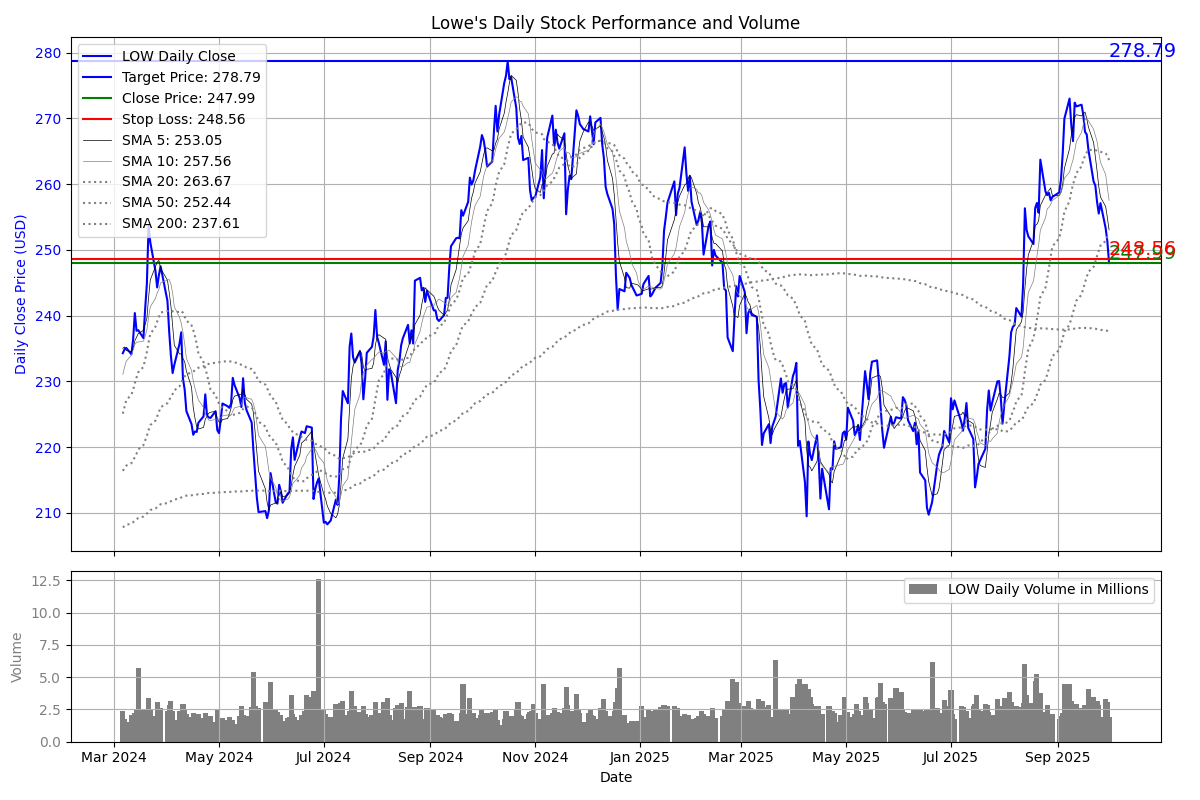 Lowe's Daily Stock Performance and Volume
LOW Daily Close
Target Price: 278.79
Close Price: 247.99
Stop Loss: 248.56
SMA 5: 253.05
SMA 10: 257.56
SMA 20: 263.67
SMA 50: 252.44
SMA 200: 237.61
278.79
248.56
247.99
Daily Close Price (USD)
280
270
260
250
240
230
220
210
LOW Daily Volume in Millions
Volume
12.5
10.0
7.5
5.0
2.5
0.0
Mar 2024 May 2024 Jul 2024 Sep 2024 Nov 2024 Jan 2025 Mar 2025 May 2025 Jul 2025 Sep 2025
Date